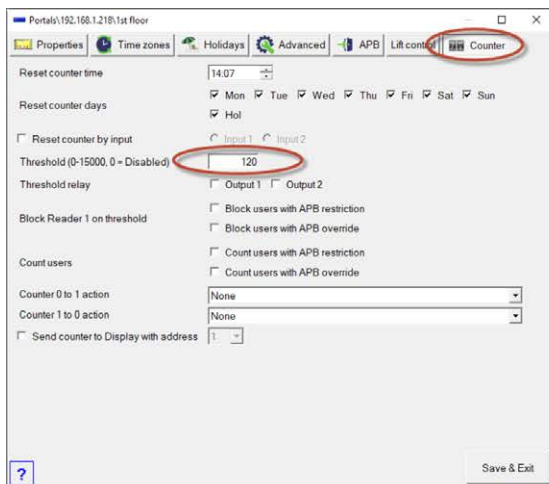 Portals\192.168.1.218\1st floor
Properties Time zones Holidays Advanced APB Lift control Counter
Reset counter time 14:07
Reset counter days Mon Tue Wed Thu Fri Sat Sun
Hol
Reset counter by input Input 1 Input 2
Threshold (0-15000, 0 = Disabled) 120
Threshold relay Output 1 Output 2
Block Reader 1 on threshold Block users with APB restriction
Block users with APB override
Count users Count users with APB restriction
Count users with APB override
Counter 0 to 1 action None
Counter 1 to 0 action None
Send counter to Display with address 1
? Save & Exit